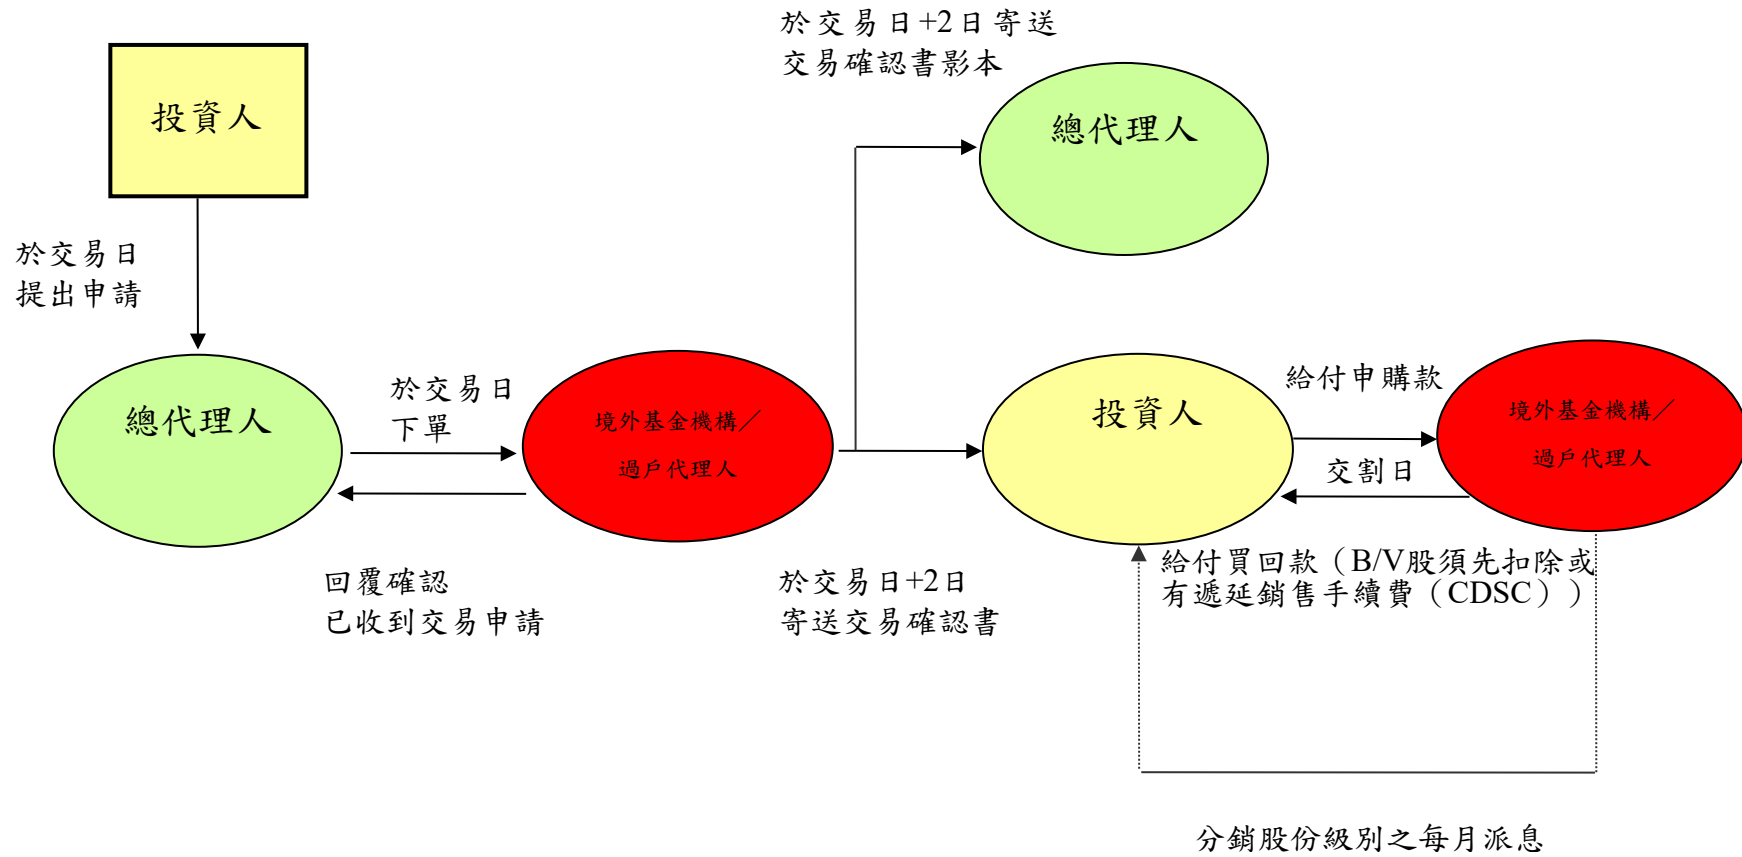 於交易日+2日寄送
交易確認書影本
投資人
總代理人
於交易日
提出申請
總代理人
於交易日
下單
境外基金機構／
過戶代理人
投資人
給付申購款
境外基金機構／
過戶代理人
交割日
回覆確認
已收到交易申請
於交易日+2日
寄送交易確認書
給付買回款（B/V股須先扣除或
有遞延銷售手續費（CDSC））
分銷股份級別之每月派息